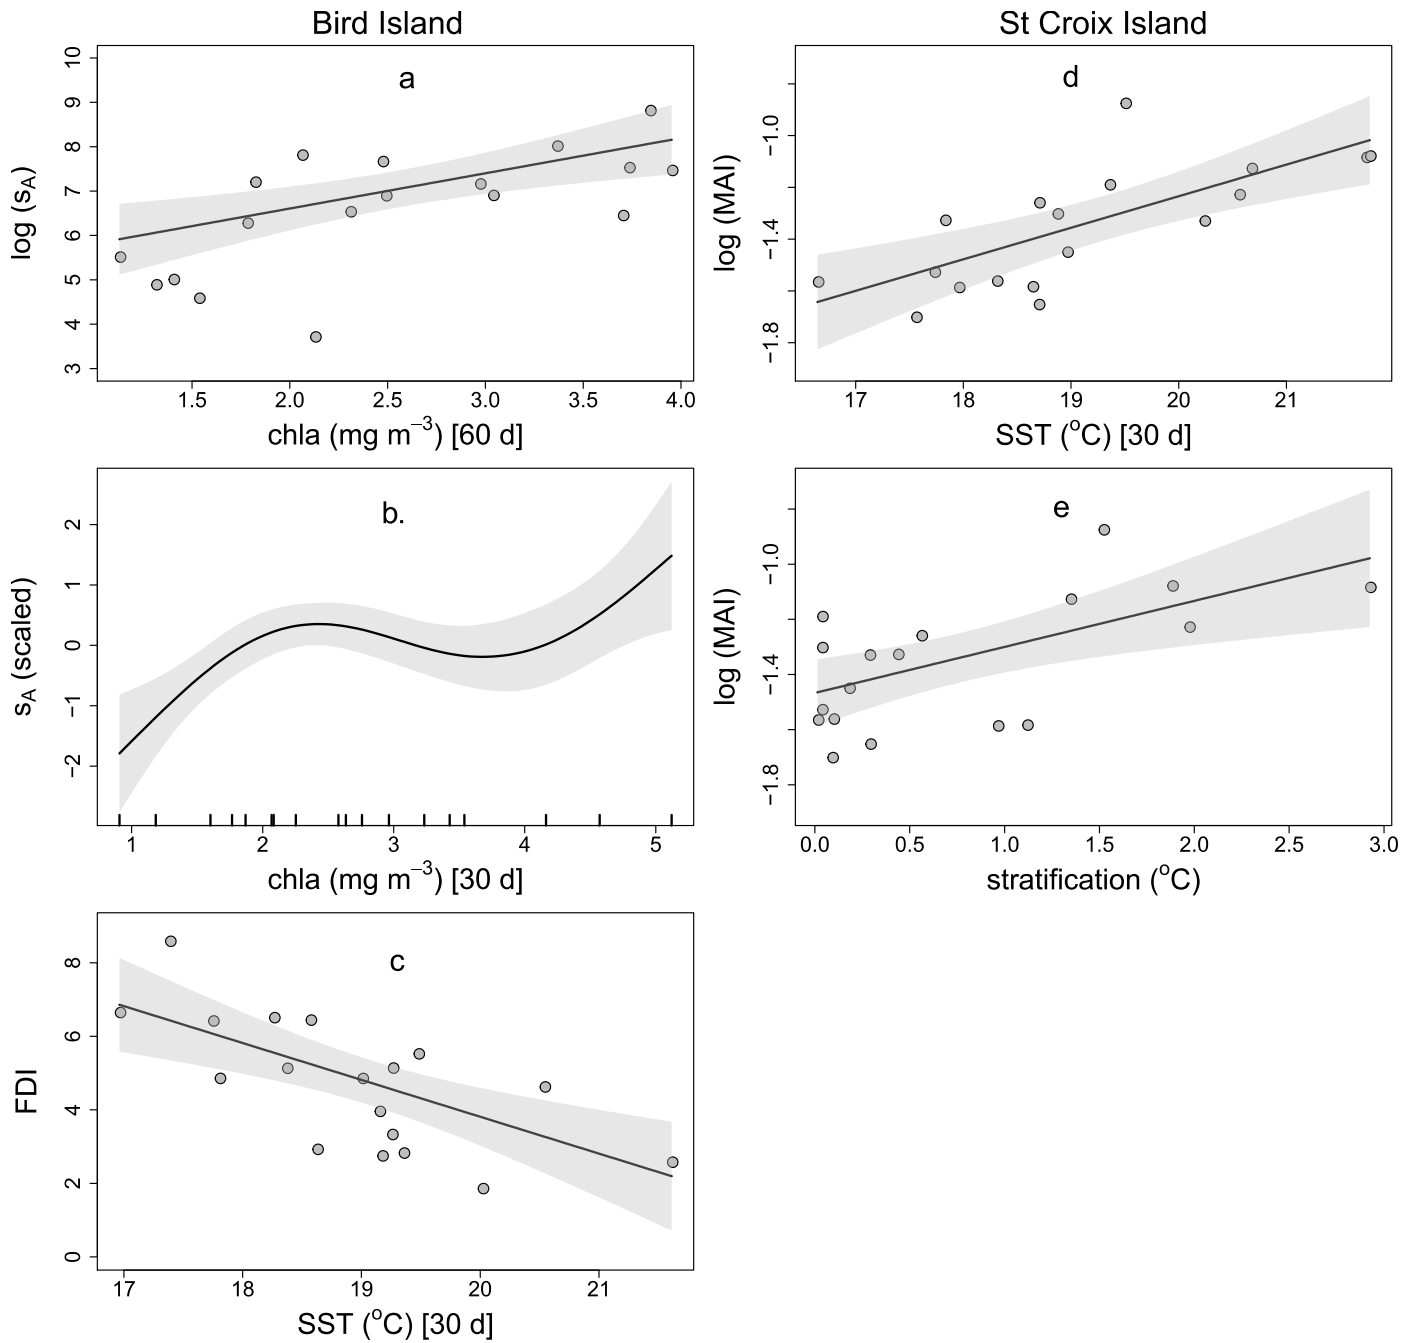 Bird Island
St Croix Island
a
log (sA)
10
9
8
7
6
5
4
3
1.5 2.0 2.5 3.0 3.5 4.0
chla (mg m−3) [60 d]
d
log (MAI)
−1.0
−1.4
−1.8
17 18 19 20 21
SST (oC) [30 d]
b.
sA (scaled)
2
1
0
−1
−2
1 2 3 4 5
chla (mg m−3) [30 d]
e
log (MAI)
−1.0
−1.4
−1.8
0.0 0.5 1.0 1.5 2.0 2.5 3.0
stratification (oC)
c
FDI
8
6
4
2
0
17 18 19 20 21
SST (oC) [30 d]